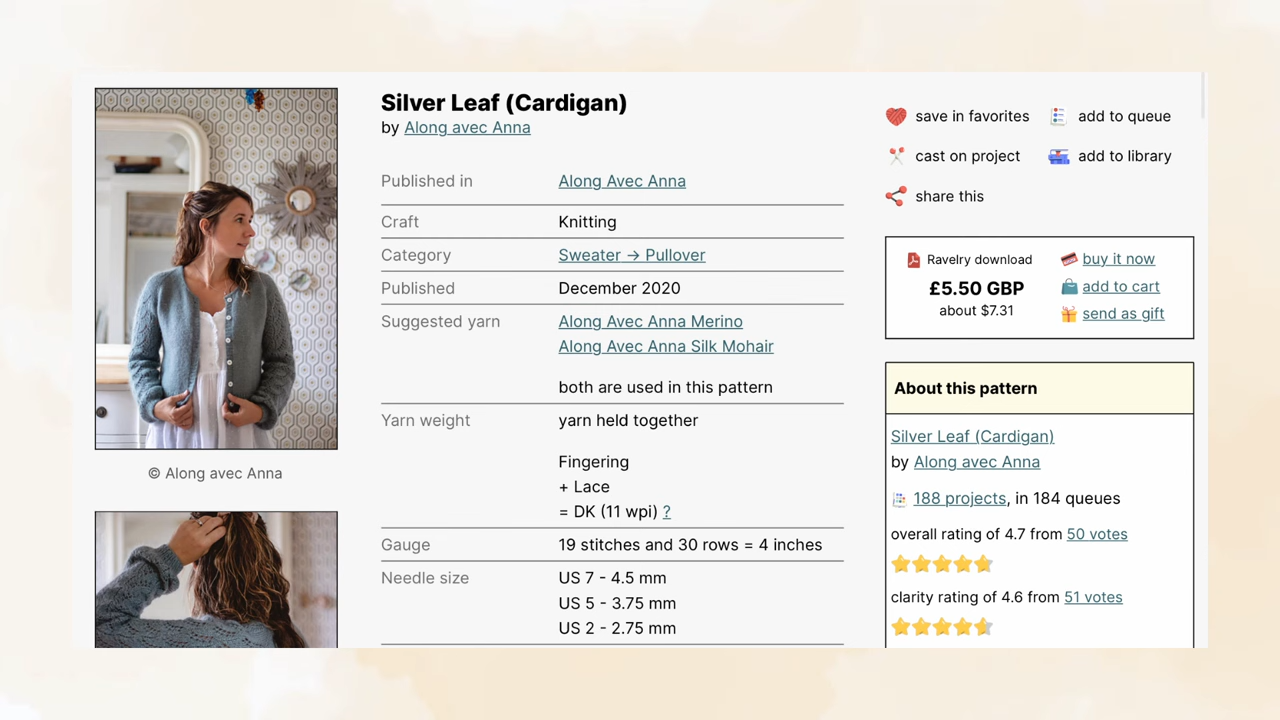 Silver Leaf (Cardigan)
by Along avec Anna
Published in Along Avec Anna
Craft Knitting
Category Sweater → Pullover
Published December 2020
Suggested yarn Along Avec Anna Merino
Along Avec Anna Silk Mohair
both are used in this pattern
Yarn weight yarn held together
Fingering
+ Lace
= DK (11 wpi) ?
Gauge 19 stitches and 30 rows = 4 inches
Needle size US 7 - 4.5 mm
US 5 - 3.75 mm
US 2 - 2.75 mm
© Along avec Anna
save in favorites add to queue
cast on project add to library
share this
Ravelry download buy it now
£5.50 GBP add to cart
about $7.31 send as gift
About this pattern
Silver Leaf (Cardigan)
by Along avec Anna
188 projects, in 184 queues
overall rating of 4.7 from 50 votes
clarity rating of 4.6 from 51 votes